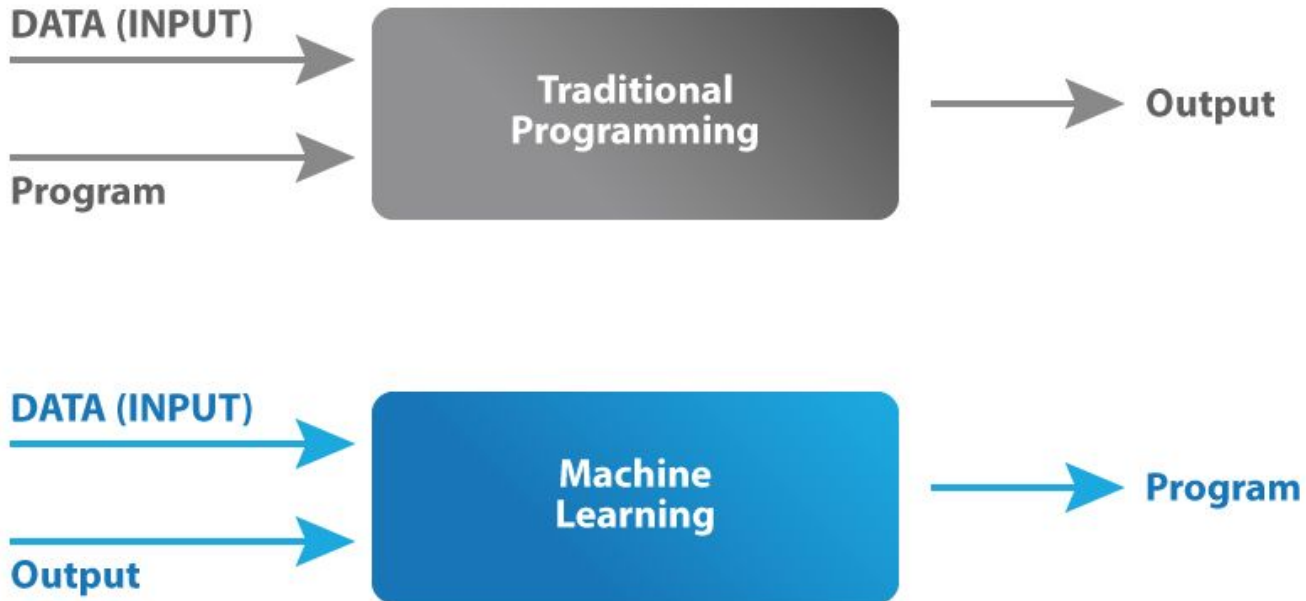 DATA (INPUT)
Program
Traditional
Programming
Output
DATA (INPUT)
Output
Machine
Learning
Program